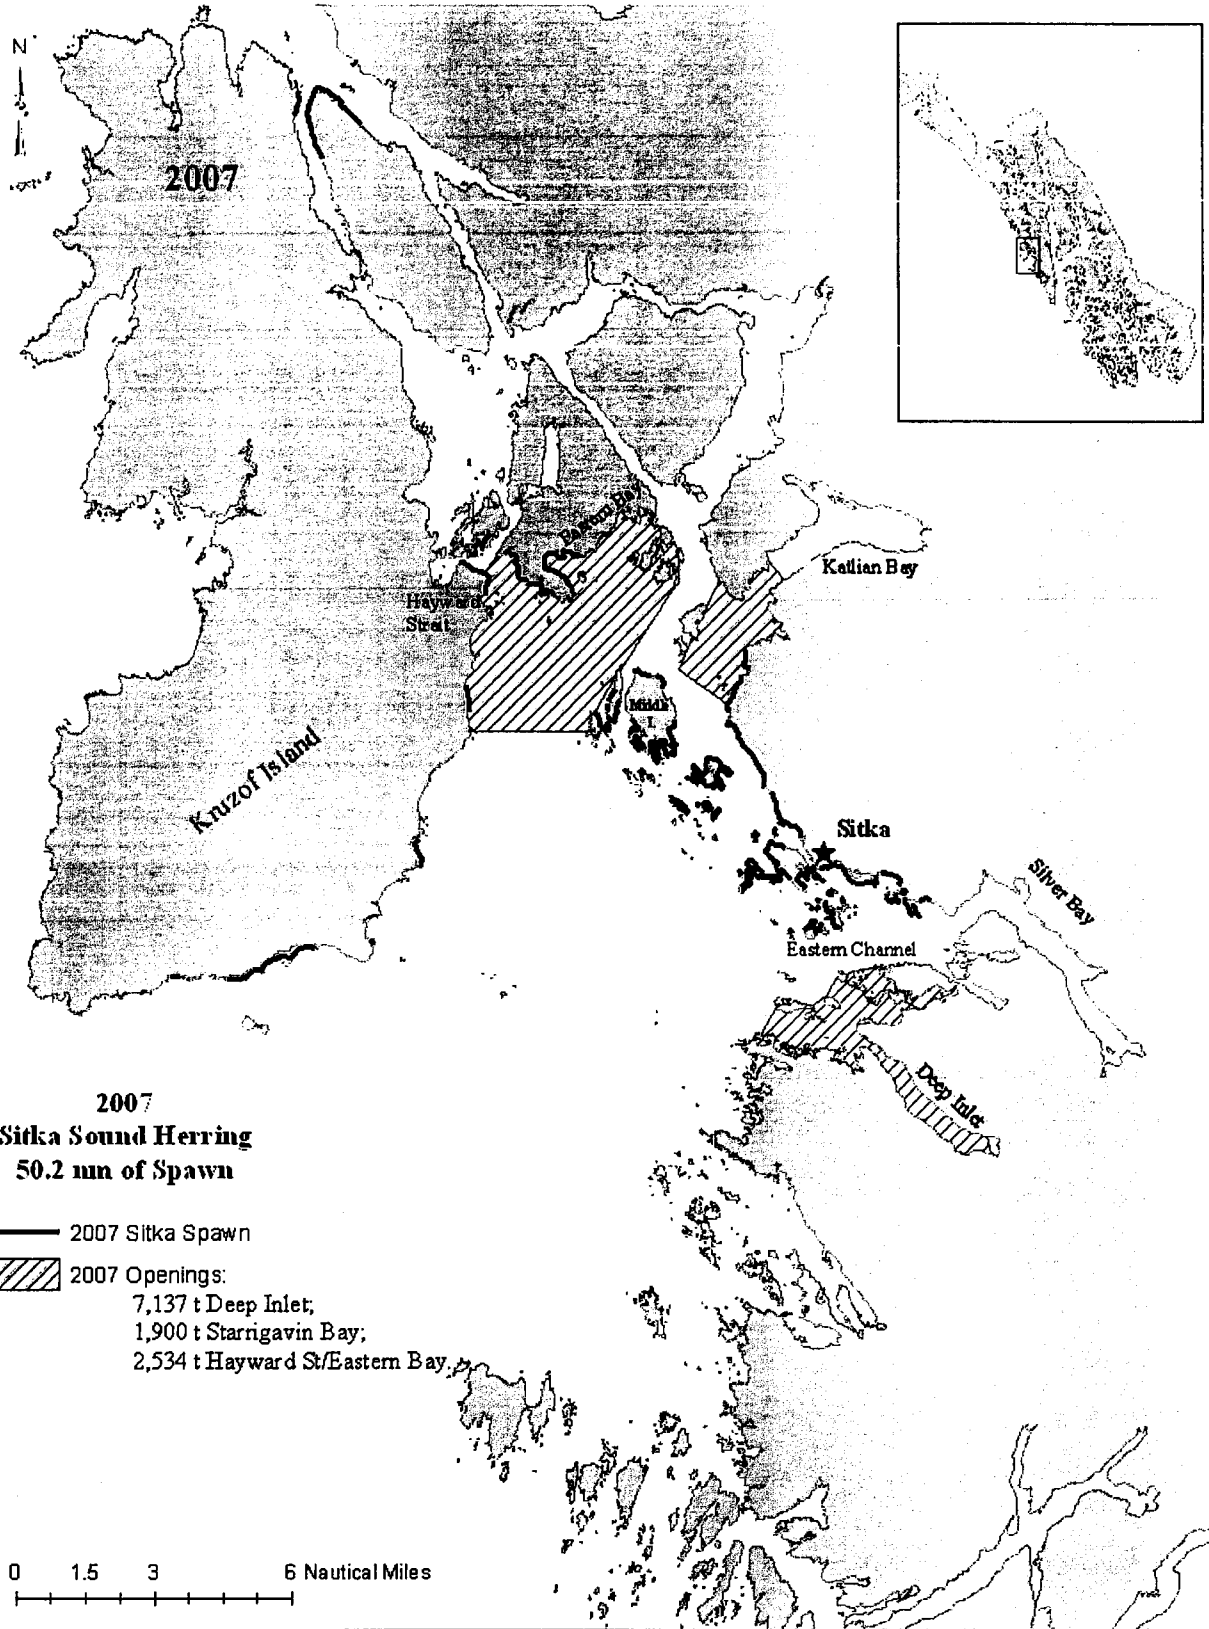 N
2007
Eastern Bay
Katlian Bay
Hayward
Strait
Middle
I.
Kruzof Island
Sitka
Silver Bay
Eastern Channel
Deep Inlet
2007
Sitka Sound Herring
50.2 nm of Spawn
2007 Sitka Spawn
2007 Openings:
7,137 t Deep Inlet;
1,900 t Starrigavin Bay;
2,534 t Hayward St/Eastern Bay.
0 1.5 3 6 Nautical Miles